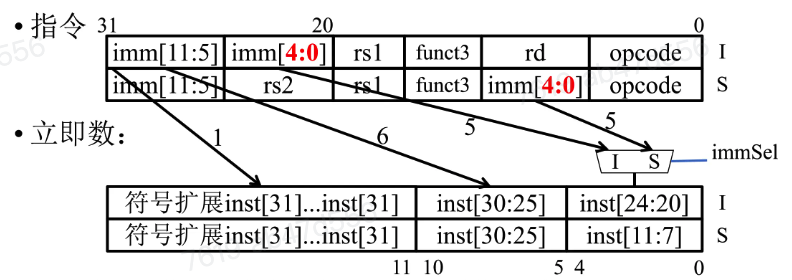 • 指令 31 20 0
imm[11:5] imm[4:0] rs1 funct3 rd opcode I
imm[11:5] rs2 rs1 funct3 imm[4:0] opcode S
• 立即数： 1 6 5 5
I S immSel
符号扩展inst[31]...inst[31] inst[30:25] inst[24:20] I
符号扩展inst[31]...inst[31] inst[30:25] inst[11:7] S
11 10 5 4 0